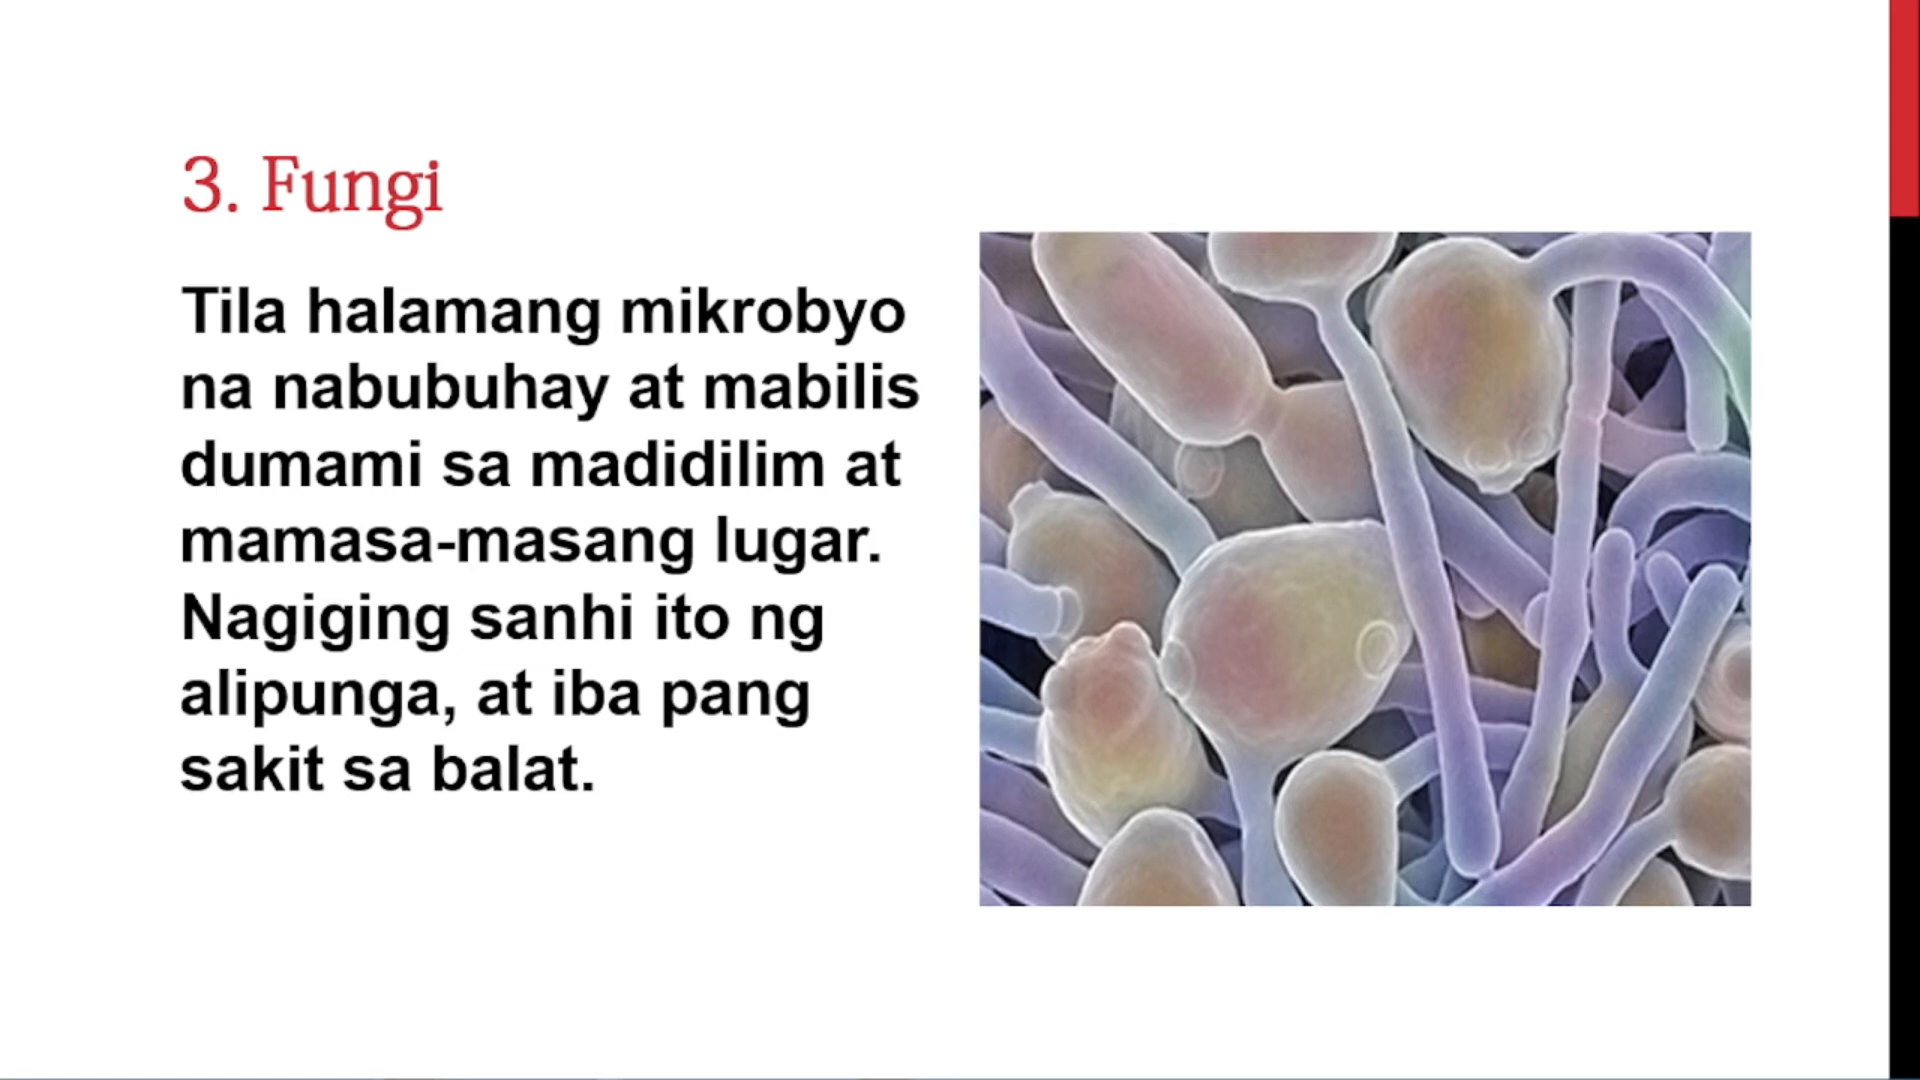 3. Fungi
Tila halamang mikrobyo
na nabubuhay at mabilis
dumami sa madidilim at
mamasa-masang lugar.
Nagiging sanhi ito ng
alipunga, at iba pang
sakit sa balat.